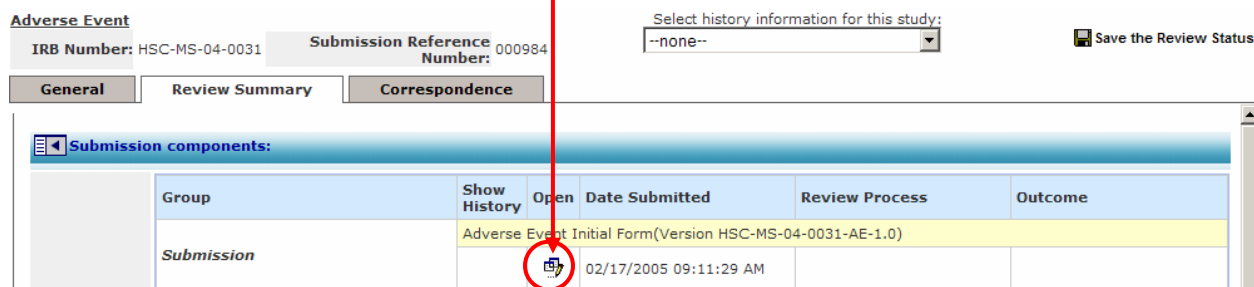 Adverse Event
Select history information for this study:
IRB Number: HSC-MS-04-0031
Submission Reference Number: 000984
--none--
Save the Review Status
General
Review Summary
Correspondence
Submission components:
Group
Show History
Open
Date Submitted
Review Process
Outcome
Adverse Event Initial Form(Version HSC-MS-04-0031-AE-1.0)
Submission
02/17/2005 09:11:29 AM